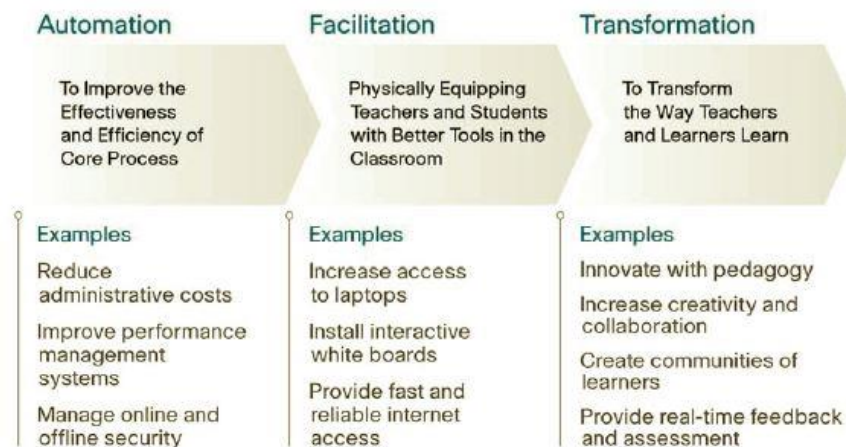 Automation
To Improve the
Effectiveness
and Efficiency of
Core Process
Examples
Reduce
administrative costs
Improve performance
management
systems
Manage online and
offline security
Facilitation
Physically Equipping
Teachers and Students
with Better Tools in the
Classroom
Examples
Increase access
to laptops
Install interactive
white boards
Provide fast and
reliable internet
access
Transformation
To Transform
the Way Teachers
and Learners Learn
Examples
Innovate with pedagogy
Increase creativity and
collaboration
Create communities of
learners
Provide real-time feedback
and assessment